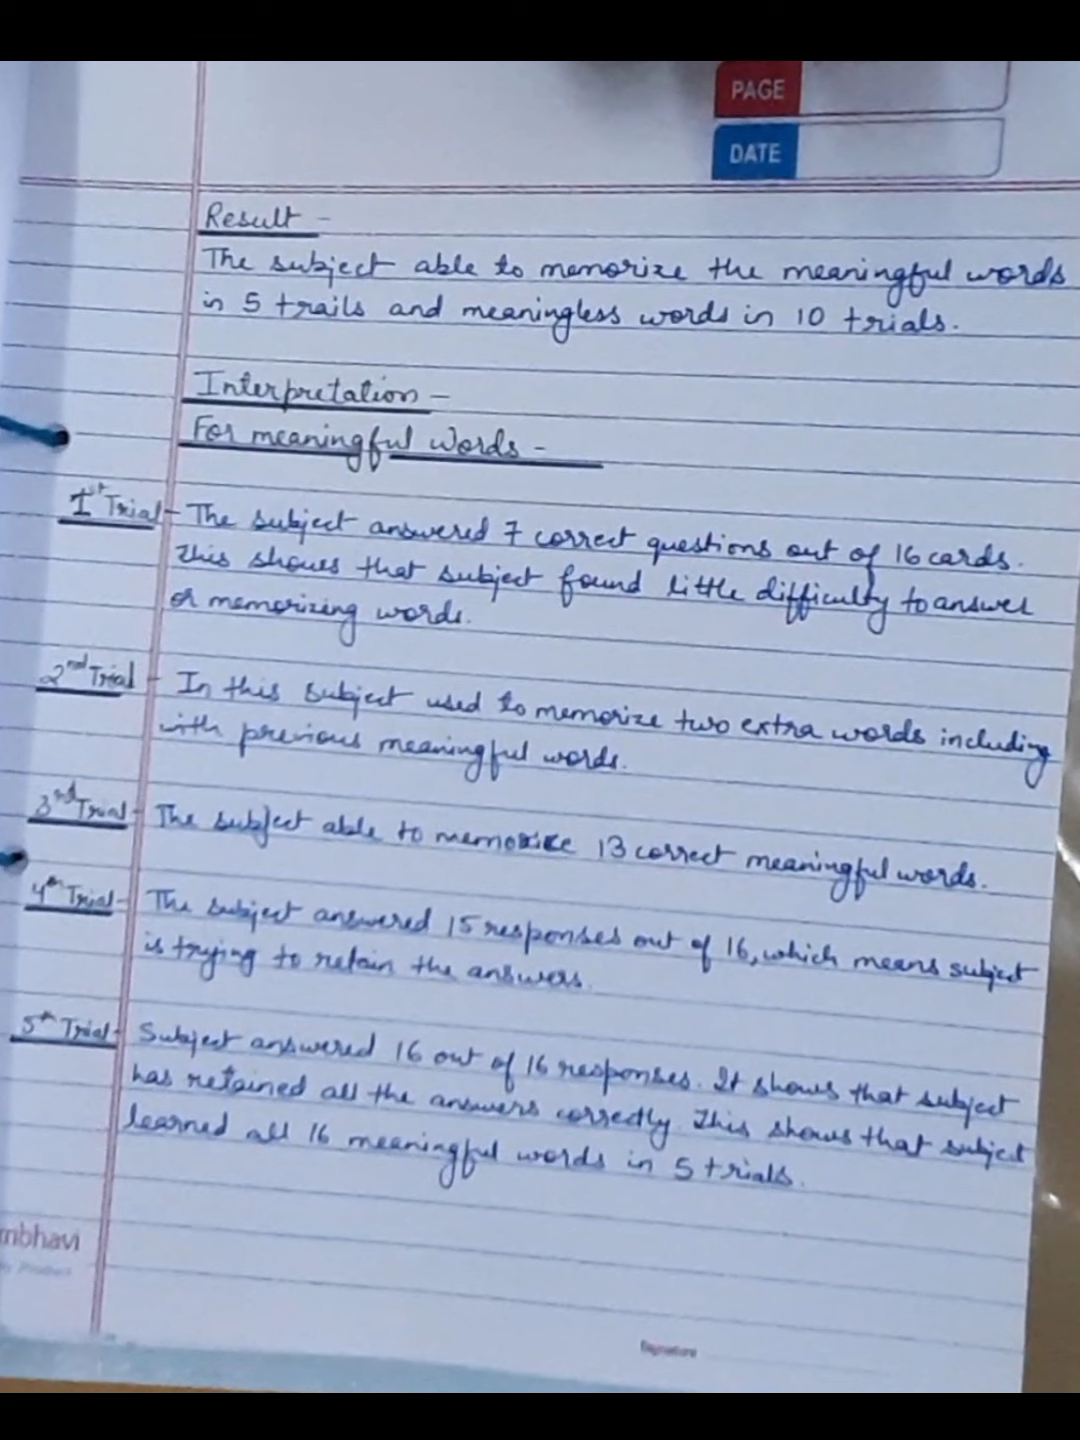 PAGE
DATE
Result -
The subject able to memorize the meaningful words
in 5 trails and meaningless words in 10 trials.
Interpretation -
For meaningful words -
1st Trial - The subject answered 7 correct questions out of 16 cards.
This shows that subject found little difficulty to answer
or memorizing words.
2nd Trial - In this subject used to memorize two extra words including
with previous meaningful words.
3rd Trial - The subject able to memorize 13 correct meaningful words.
4th Trial - The subject answered 15 responses out of 16, which means subject
is trying to retain the answers.
5th Trial - Subject answered 16 out of 16 responses. It shows that subject
has retained all the answers correctly. This shows that subject
learned all 16 meaningful words in 5 trials.
mbhavi
Product
Signature